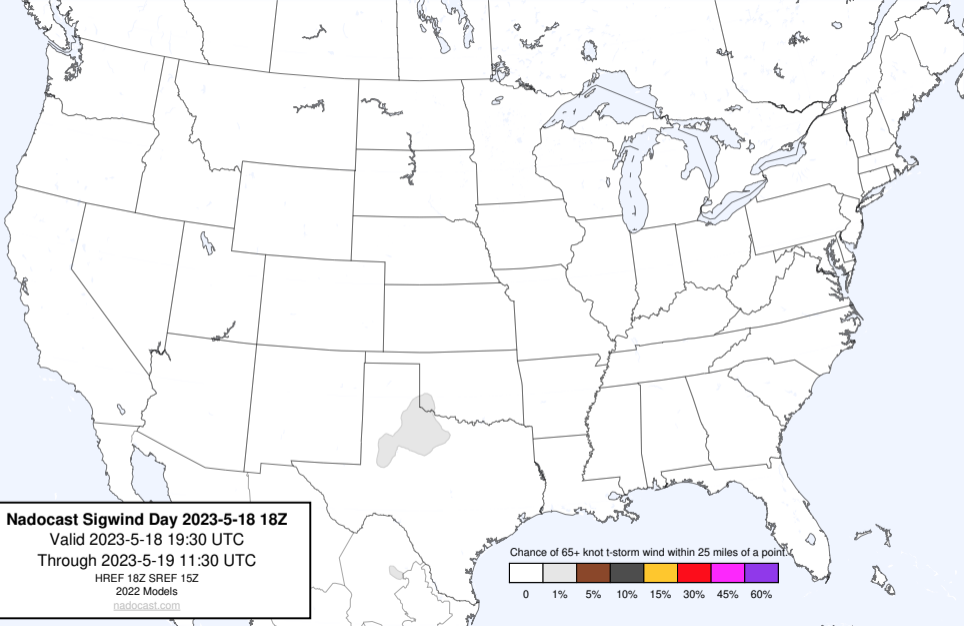 Nadocast Sigwind Day 2023-5-18 18Z
Valid 2023-5-18 19:30 UTC
Through 2023-5-19 11:30 UTC
HREF 18Z SREF 15Z
2022 Models
nadocast.com
Chance of 65+ knot t-storm wind within 25 miles of a point.
0 1% 5% 10% 15% 30% 45% 60%